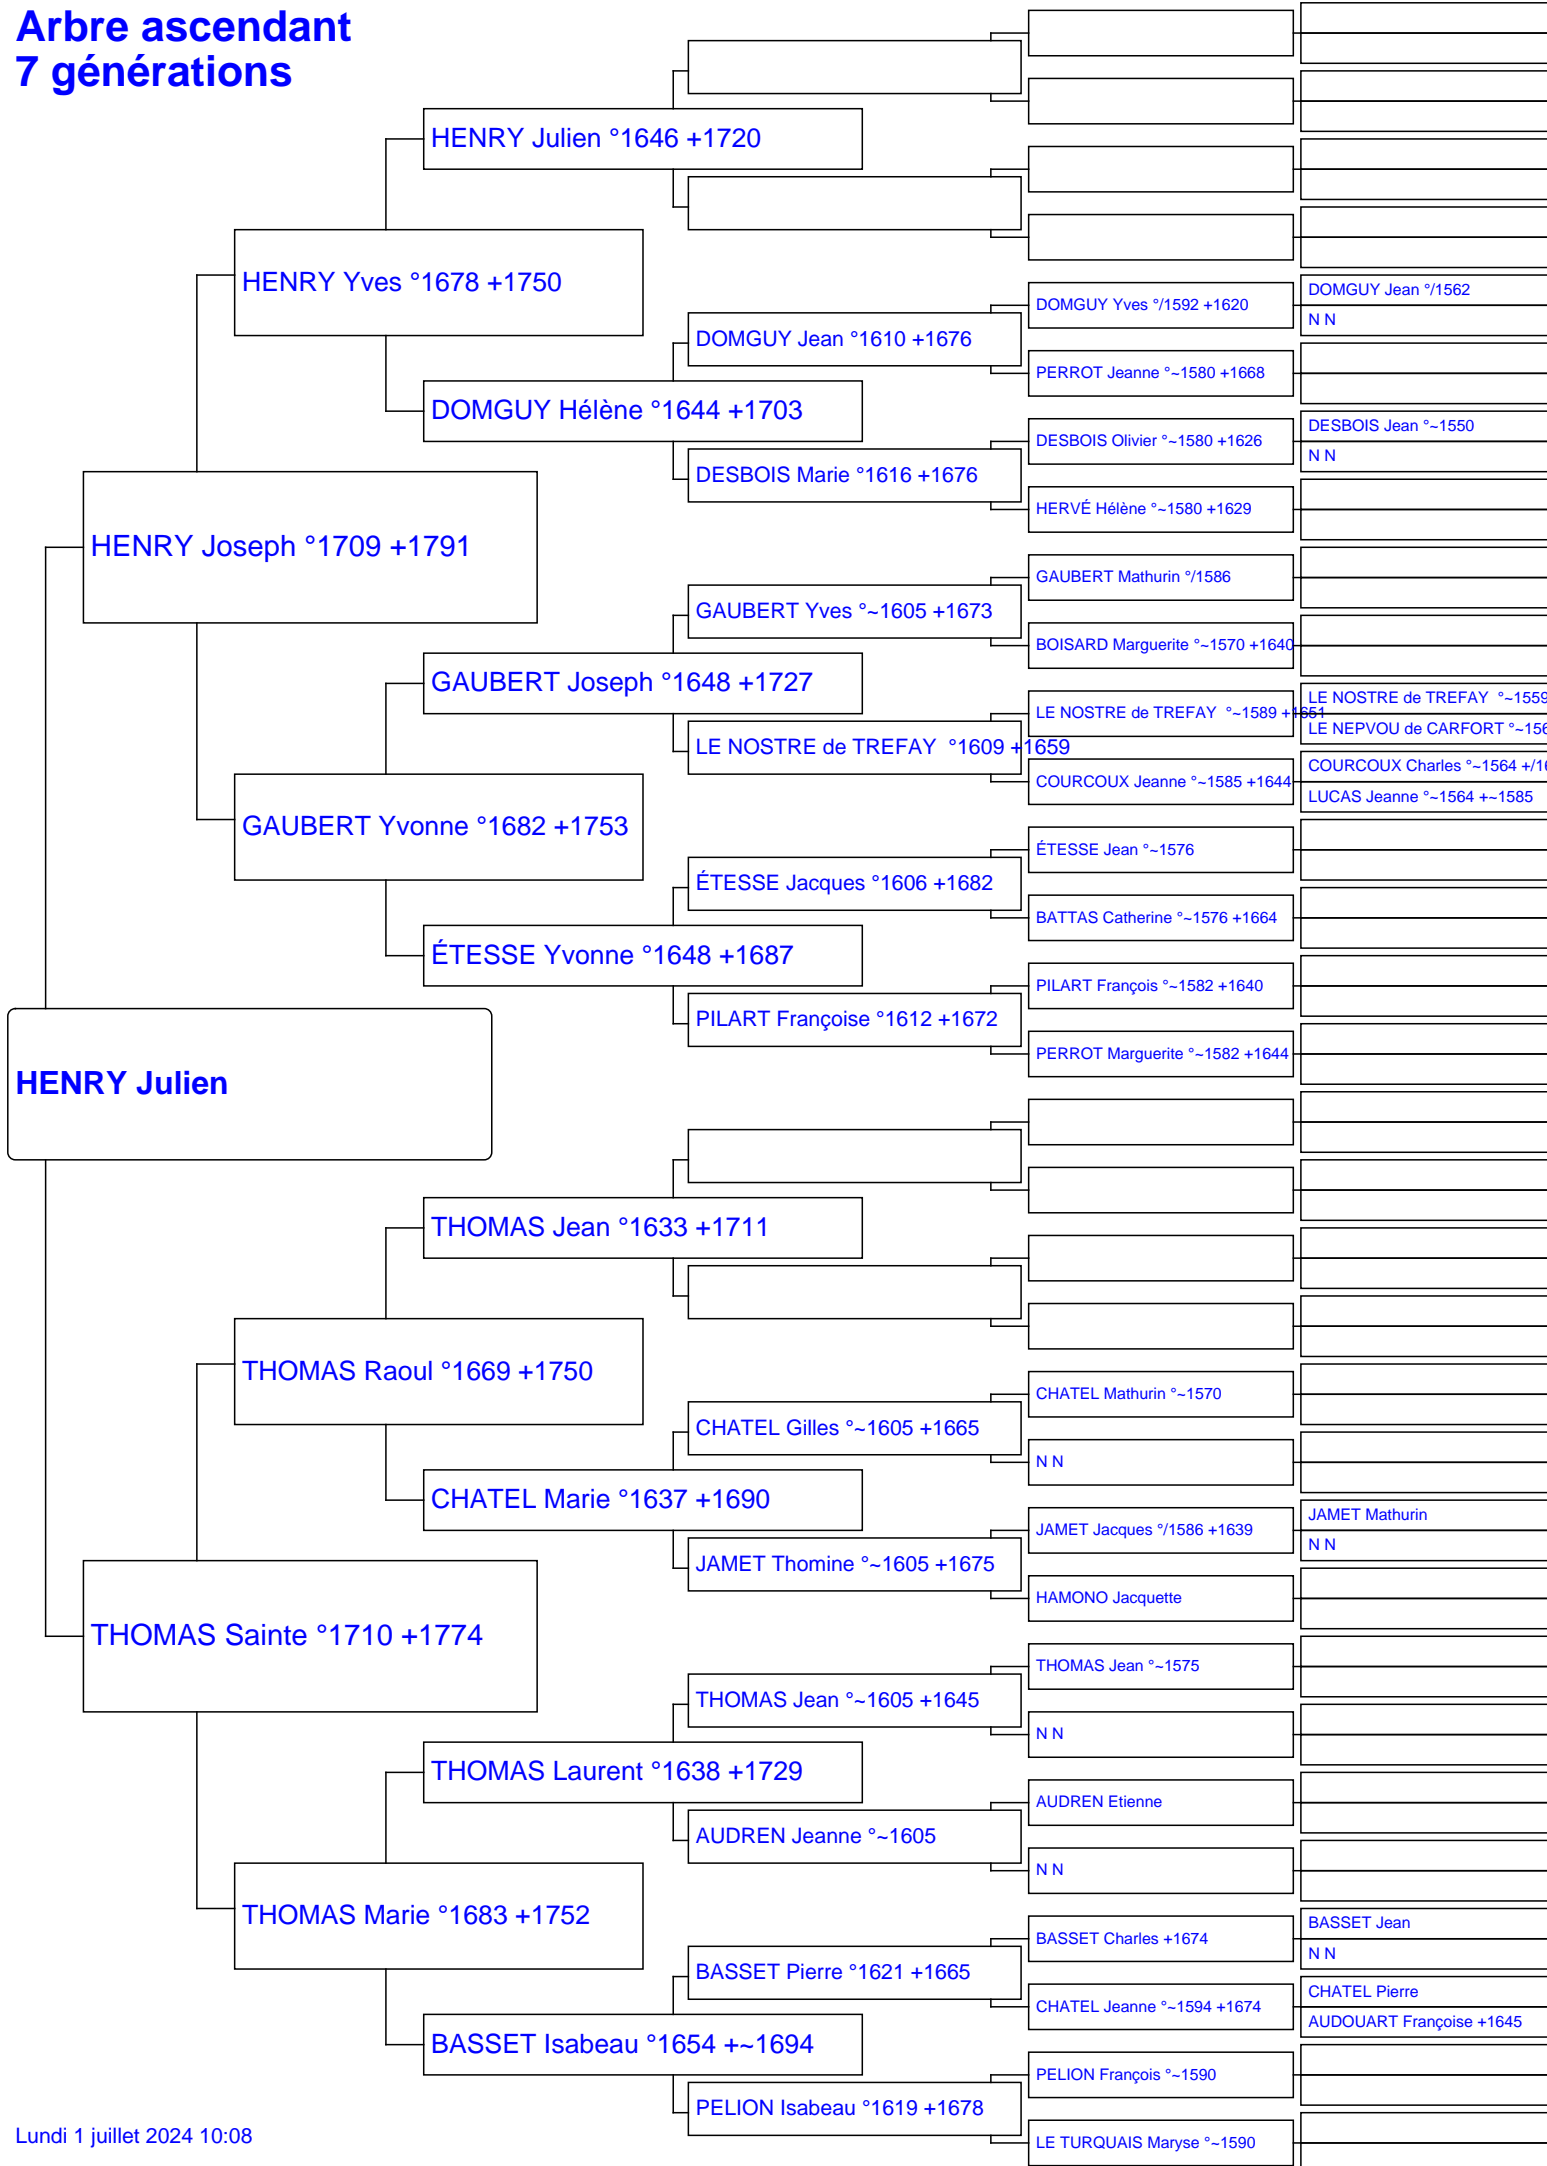 Arbre ascendant
7 générations
HENRY Julien °1646 +1720
HENRY Yves °1678 +1750
DOMGUY Yves °/1592 +1620
DOMGUY Jean °/1562
N N
DOMGUY Jean °1610 +1676
PERROT Jeanne °~1580 +1668
DOMGUY Hélène °1644 +1703
DESBOIS Olivier °~1580 +1626
DESBOIS Jean °~1550
N N
DESBOIS Marie °1616 +1676
HERVÉ Hélène °~1580 +1629
HENRY Joseph °1709 +1791
GAUBERT Mathurin °/1586
GAUBERT Yves °~1605 +1673
BOISARD Marguerite °~1570 +1640
GAUBERT Joseph °1648 +1727
LE NOSTRE de TREFAY °~1589 +1651
LE NOSTRE de TREFAY °~1559
LE NEPVOU de CARFORT °~156
LE NOSTRE de TREFAY °1609 +1659
COURCOUX Jeanne °~1585 +1644
COURCOUX Charles °~1564 +/16
LUCAS Jeanne °~1564 +~1585
GAUBERT Yvonne °1682 +1753
ÉTESSE Jean °~1576
ÉTESSE Jacques °1606 +1682
BATTAS Catherine °~1576 +1664
ÉTESSE Yvonne °1648 +1687
PILART François °~1582 +1640
PILART Françoise °1612 +1672
PERROT Marguerite °~1582 +1644
HENRY Julien
THOMAS Jean °1633 +1711
THOMAS Raoul °1669 +1750
CHATEL Mathurin °~1570
CHATEL Gilles °~1605 +1665
N N
CHATEL Marie °1637 +1690
JAMET Jacques °/1586 +1639
JAMET Mathurin
N N
JAMET Thomine °~1605 +1675
HAMONO Jacquette
THOMAS Sainte °1710 +1774
THOMAS Jean °~1575
THOMAS Jean °~1605 +1645
N N
THOMAS Laurent °1638 +1729
AUDREN Etienne
AUDREN Jeanne °~1605
N N
THOMAS Marie °1683 +1752
BASSET Charles +1674
BASSET Jean
N N
BASSET Pierre °1621 +1665
CHATEL Jeanne °~1594 +1674
CHATEL Pierre
AUDOUART Françoise +1645
BASSET Isabeau °1654 +~1694
PELION François °~1590
PELION Isabeau °1619 +1678
LE TURQUAIS Maryse °~1590
Lundi 1 juillet 2024 10:08